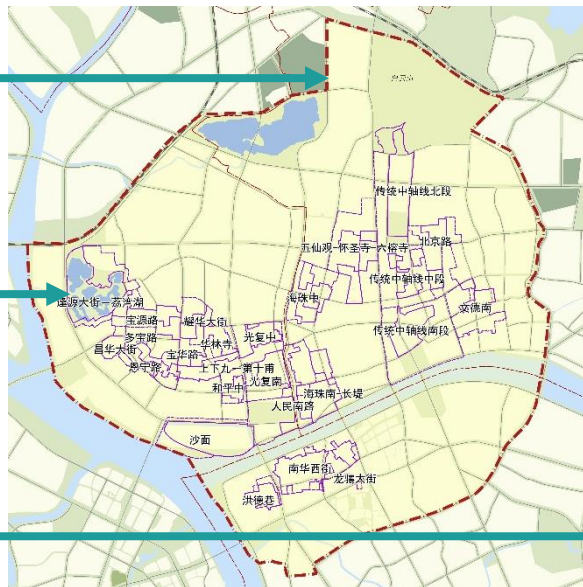 传统中轴线北段
五仙观-怀圣寺-六榕寺
北京路
传统中轴线中段
海珠中
文德南
逢源大街-荔湾湖
宝源路
耀华大街
传统中轴线南段
多宝路
光复中
昌华大街
宝华路
华林寺
恩宁路
上下九-第十甫
光复南
和平中
海珠南-长堤
人民南路
沙面
南华西街
龙骧大街
洪德巷